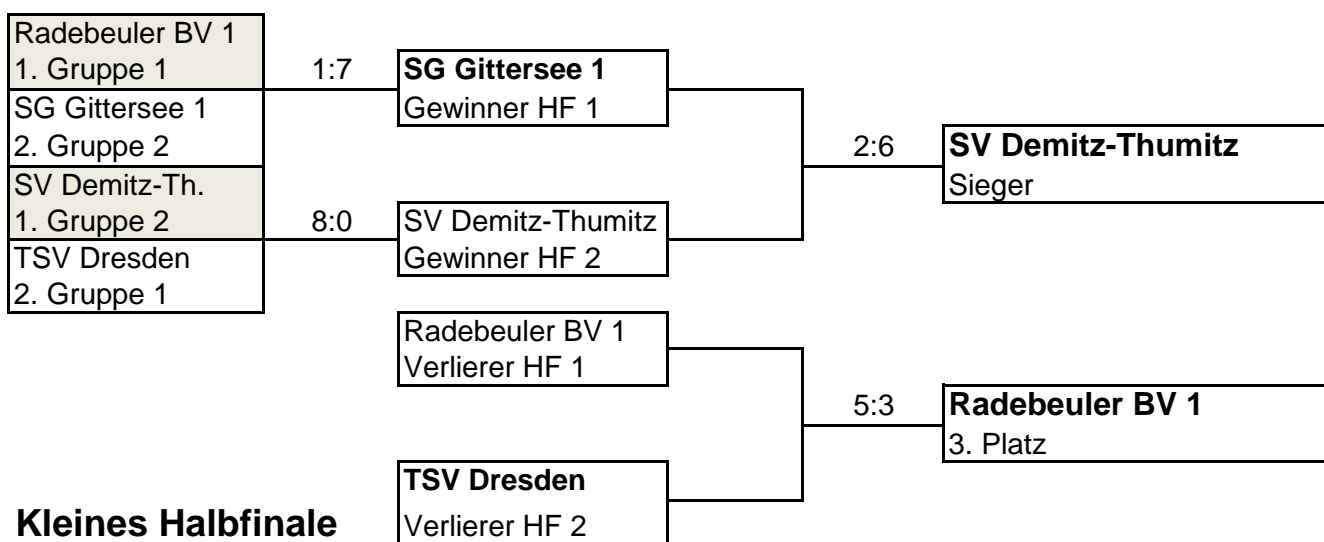 Radebeuler BV 1
1. Gruppe 1
1:7
SG Gittersee 1
Gewinner HF 1
SG Gittersee 1
2. Gruppe 2
2:6
SV Demitz-Thumitz
Sieger
SV Demitz-Th.
1. Gruppe 2
8:0
SV Demitz-Thumitz
Gewinner HF 2
TSV Dresden
2. Gruppe 1
Radebeuler BV 1
Verlierer HF 1
5:3
Radebeuler BV 1
3. Platz
TSV Dresden
Verlierer HF 2
Kleines Halbfinale